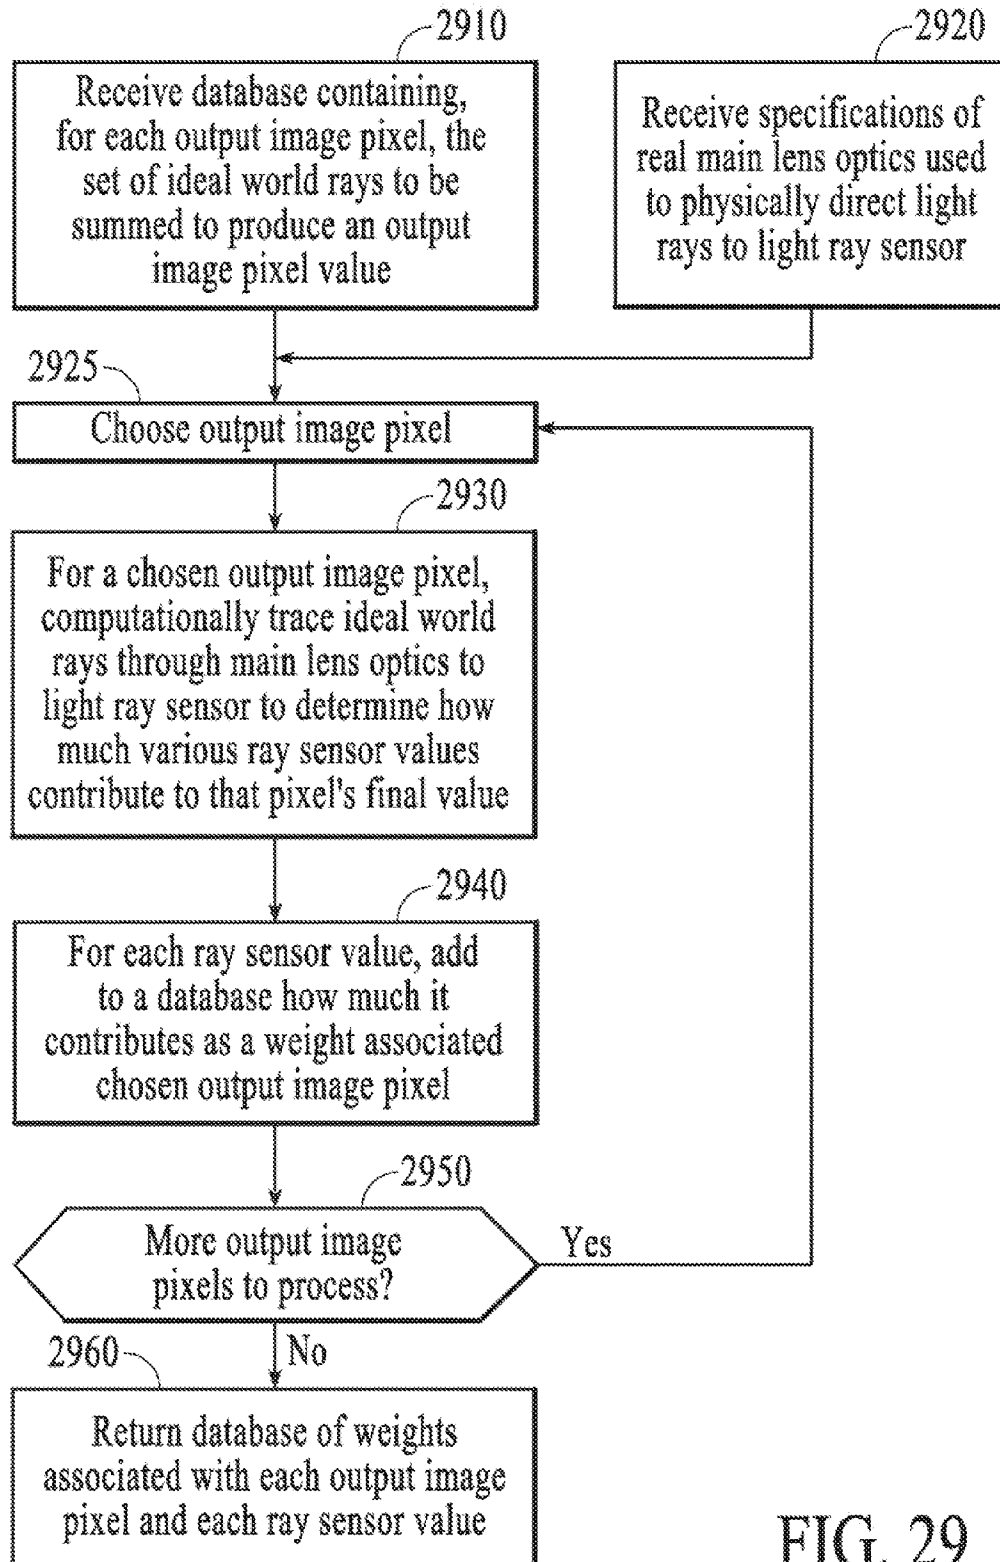 2910
Receive database containing,
for each output image pixel, the
set of ideal world rays to be
summed to produce an output
image pixel value
2920
Receive specifications of
real main lens optics used
to physically direct light
rays to light ray sensor
2925
Choose output image pixel
2930
For a chosen output image pixel,
computationally trace ideal world
rays through main lens optics to
light ray sensor to determine how
much various ray sensor values
contribute to that pixel's final value
2940
For each ray sensor value, add
to a database how much it
contributes as a weight associated
chosen output image pixel
2950
More output image
pixels to process?
Yes
No
2960
Return database of weights
associated with each output image
pixel and each ray sensor value
FIG. 29